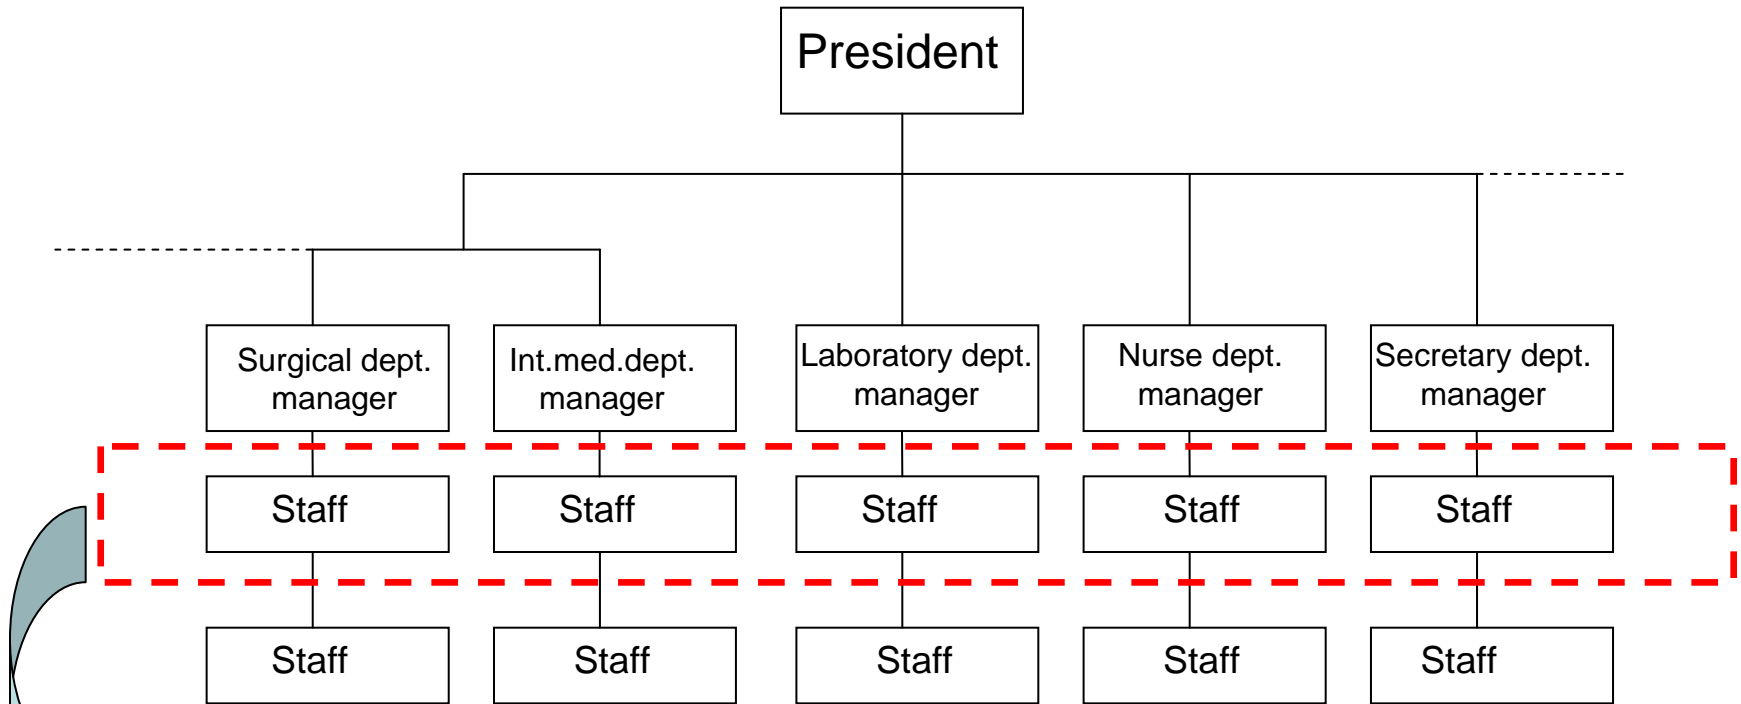 President
Surgical dept.
manager
Int.med.dept.
manager
Laboratory dept.
manager
Nurse dept.
manager
Secretary dept.
manager
Staff
Staff
Staff
Staff
Staff
Staff
Staff
Staff
Staff
Staff